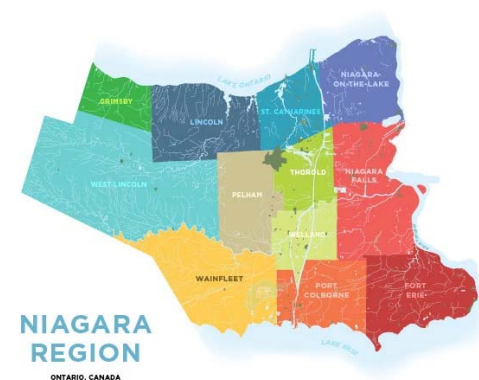 LAKE ONTARIO
NIAGARA-
ON-THE-LAKE
GRIMSBY
LINCOLN
ST. CATHARINES
WEST LINCOLN
PELHAM
THOROLD
NIAGARA
FALLS
WELLAND
WAINFLEET
PORT
COLBORNE
FORT
ERIE
LAKE ERIE
NIAGARA
REGION
ONTARIO, CANADA